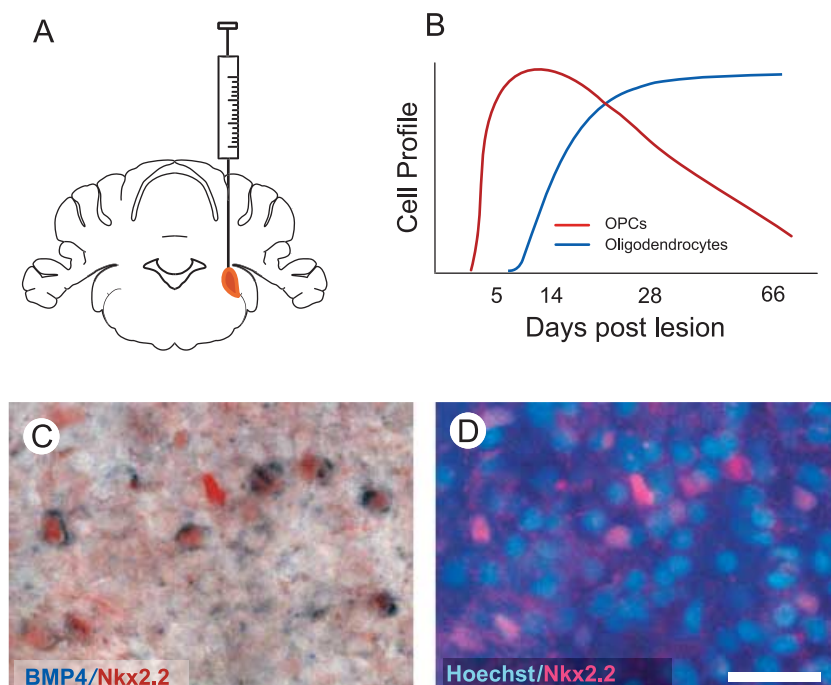 A
B
Cell Profile
OPCs
Oligodendrocytes
5 14 28 66
Days post lesion
C
BMP4/Nkx2.2
D
Hoechst/Nkx2.2